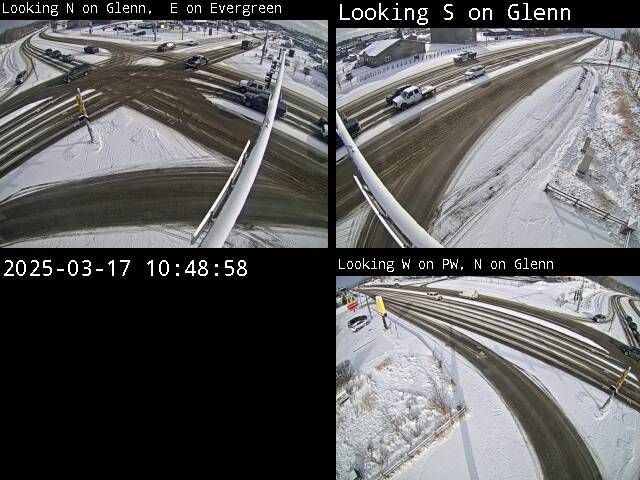 Looking N on Glenn,  E on Evergreen
Looking S on Glenn
2025-03-17 10:48:58
Looking W on PW, N on Glenn